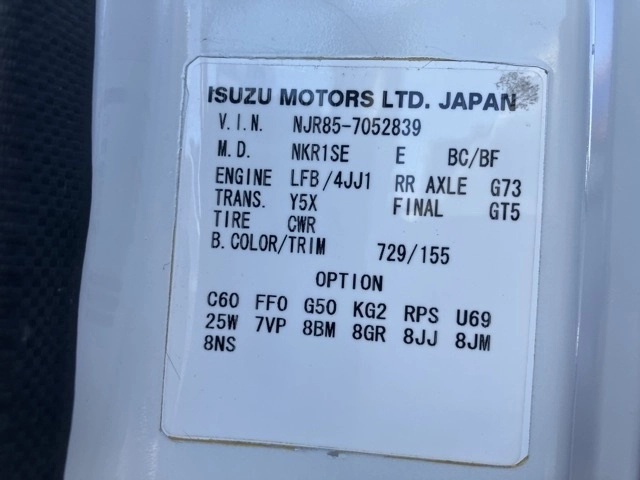 ISUZU MOTORS LTD. JAPAN
V.I.N. NJR85-7052839
M.D. NKR1SE E BC/BF
ENGINE LFB/4JJ1 RR AXLE G73
TRANS. Y5X FINAL GT5
TIRE CWR
B.COLOR/TRIM 729/155
OPTION
C60 FF0 G50 KG2 RPS U69
25W 7VP 8BM 8GR 8JJ 8JM
8NS